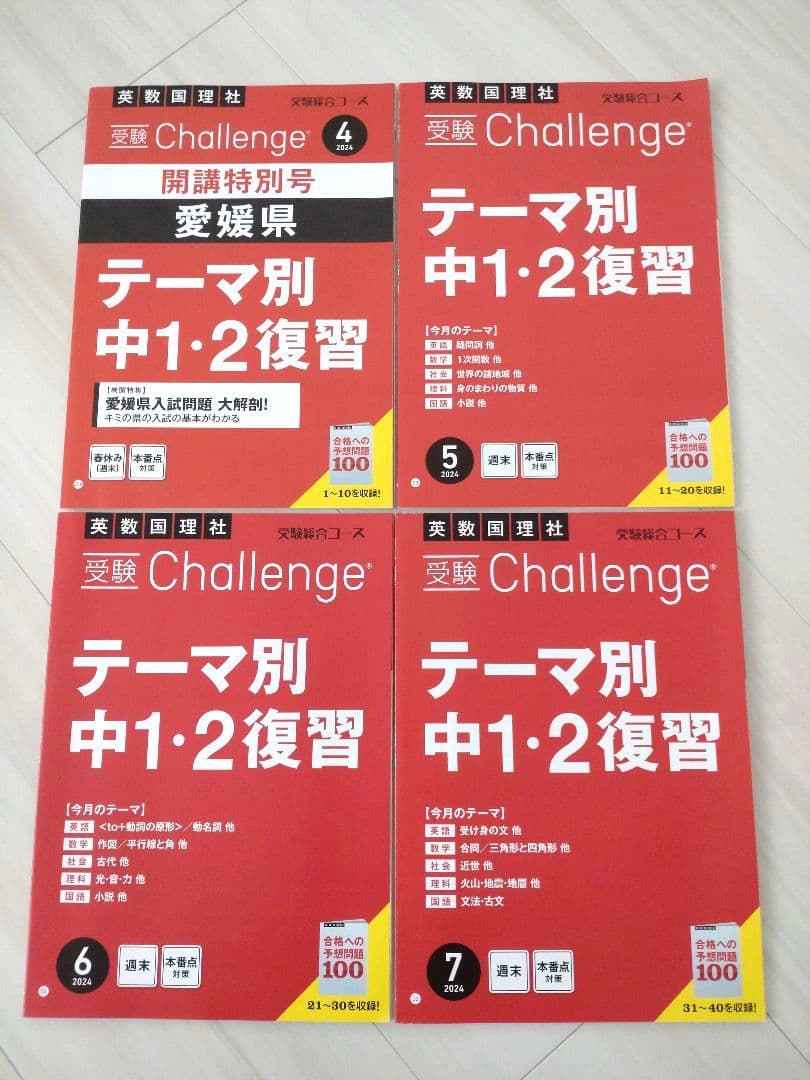 英数国理社
受験総合コース
受験 Challenge®
4
2024
開講特別号
愛媛県
テーマ別
中1・2復習
【巻頭特集】
愛媛県入試問題 大解剖!
キミの県の入試の基本がわかる
春休み
(週末)
本番点
対策
合格への
予想問題
100
1〜10を収録!
英数国理社
受験総合コース
受験 Challenge®
テーマ別
中1・2復習
【今月のテーマ】
英語 疑問詞 他
数学 1次関数 他
社会 世界の諸地域 他
理科 身のまわりの物質 他
国語 小説 他
5
2024
週末
本番点
対策
合格への
予想問題
100
11〜20を収録!
英数国理社
受験総合コース
受験 Challenge®
テーマ別
中1・2復習
【今月のテーマ】
英語 <to+動詞の原形>/動名詞 他
数学 作図/平行線と角 他
社会 古代 他
理科 光・音・力 他
国語 小説 他
6
2024
週末
本番点
対策
合格への
予想問題
100
21〜30を収録!
英数国理社
受験総合コース
受験 Challenge®
テーマ別
中1・2復習
【今月のテーマ】
英語 受け身の文 他
数学 合同/三角形と四角形 他
社会 近世 他
理科 火山・地震・地層 他
国語 文法・古文
7
2024
週末
本番点
対策
合格への
予想問題
100
31〜40を収録!